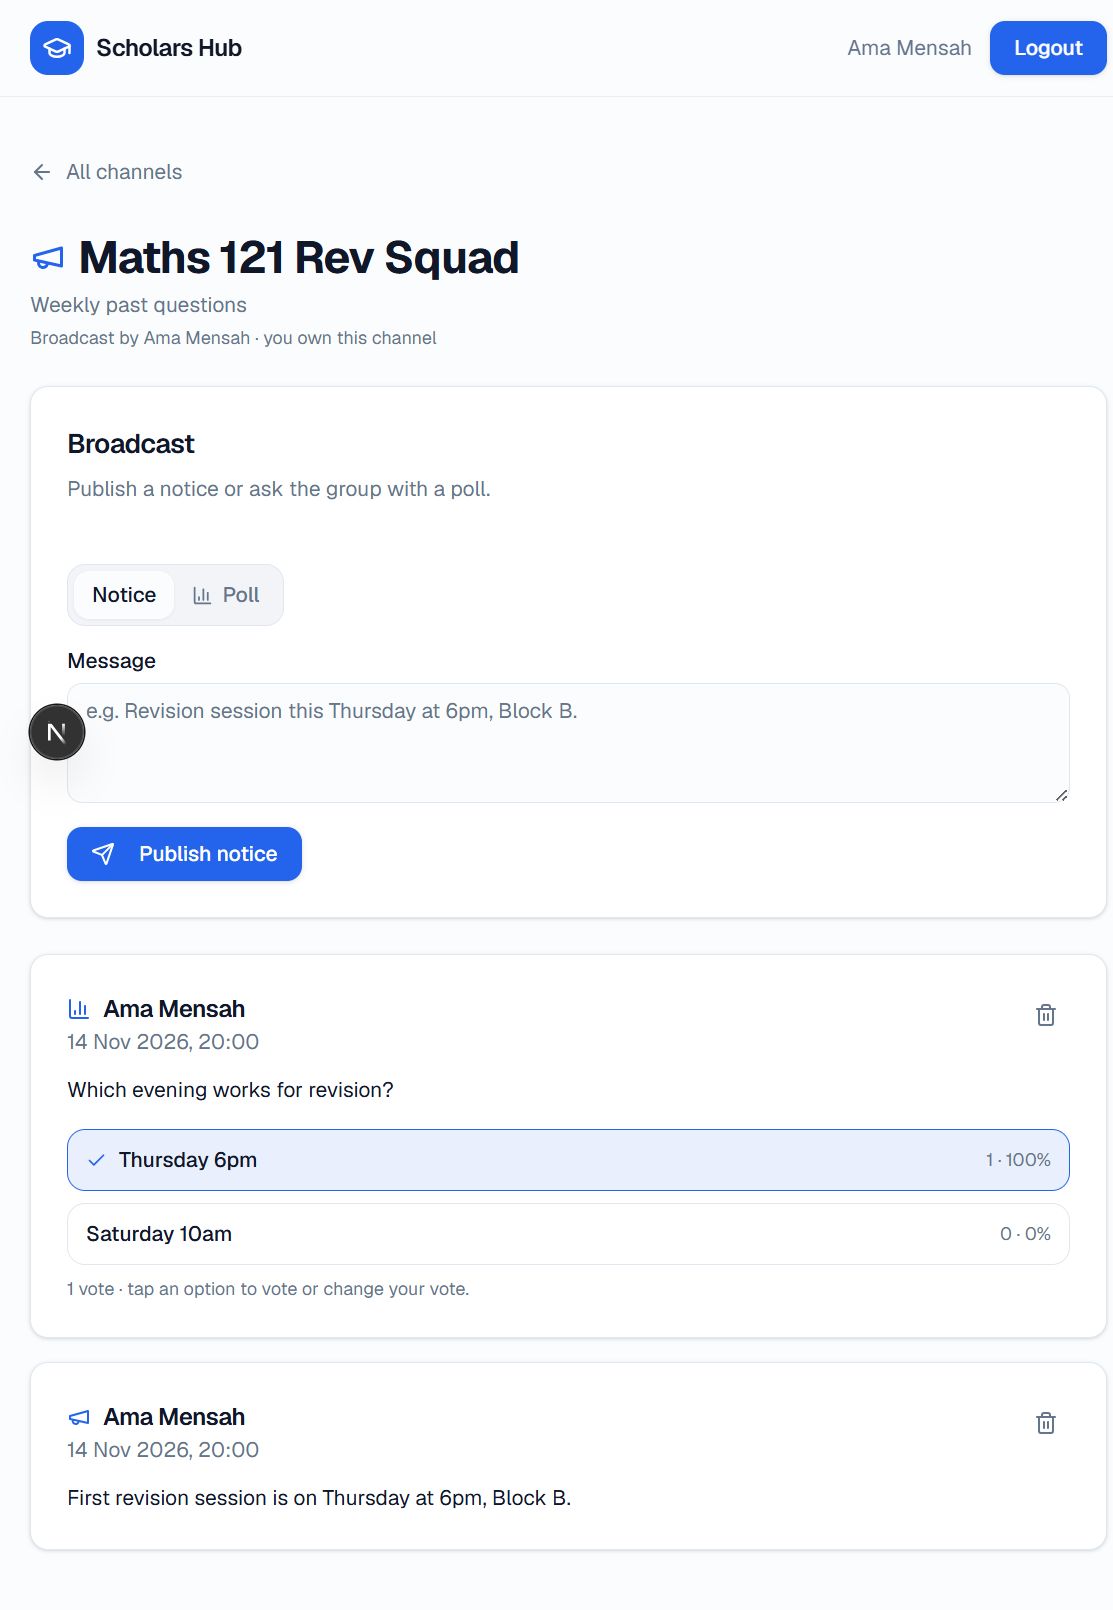 Scholars Hub
Ama Mensah
Logout
All channels
Maths 121 Rev Squad
Weekly past questions
Broadcast by Ama Mensah · you own this channel
Broadcast
Publish a notice or ask the group with a poll.
Notice
Poll
Message
e.g. Revision session this Thursday at 6pm, Block B.
N
Publish notice
Ama Mensah
14 Nov 2026, 20:00
Which evening works for revision?
Thursday 6pm 1 · 100%
Saturday 10am 0 · 0%
1 vote · tap an option to vote or change your vote.
Ama Mensah
14 Nov 2026, 20:00
First revision session is on Thursday at 6pm, Block B.